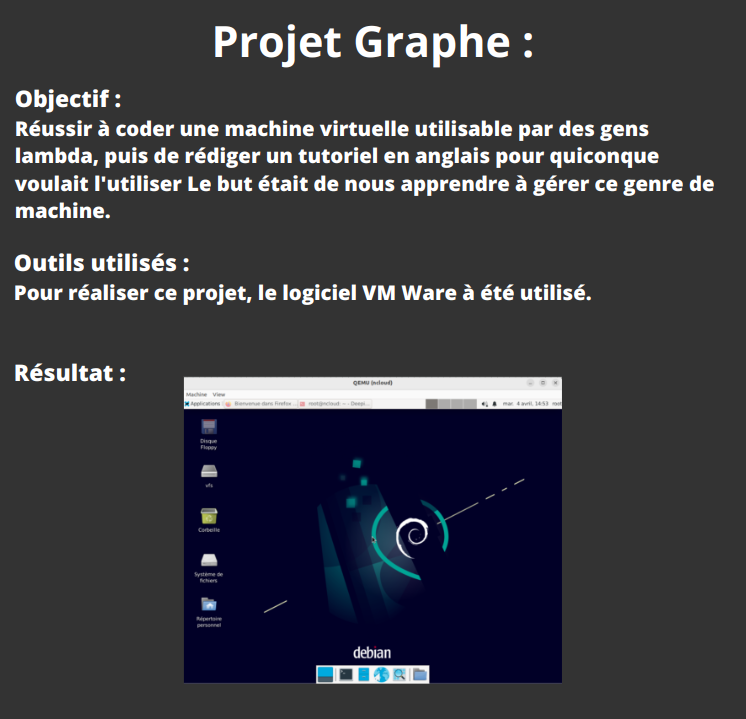 Projet Graphe :
Objectif :
Réussir à coder une machine virtuelle utilisable par des gens
lambda, puis de rédiger un tutoriel en anglais pour quiconque
voulait l'utiliser Le but était de nous apprendre à gérer ce genre de
machine.
Outils utilisés :
Pour réaliser ce projet, le logiciel VM Ware à été utilisé.
Résultat :
QEMU (ncloud)
Machine View
Applications Bienvenue dans Firefox ... root@ncloud: ~ - Deepi... mar. 4 avril, 14:53 root
Disque
Floppy
vfs
Corbeille
Système de
fichiers
Répertoire
personnel
debian